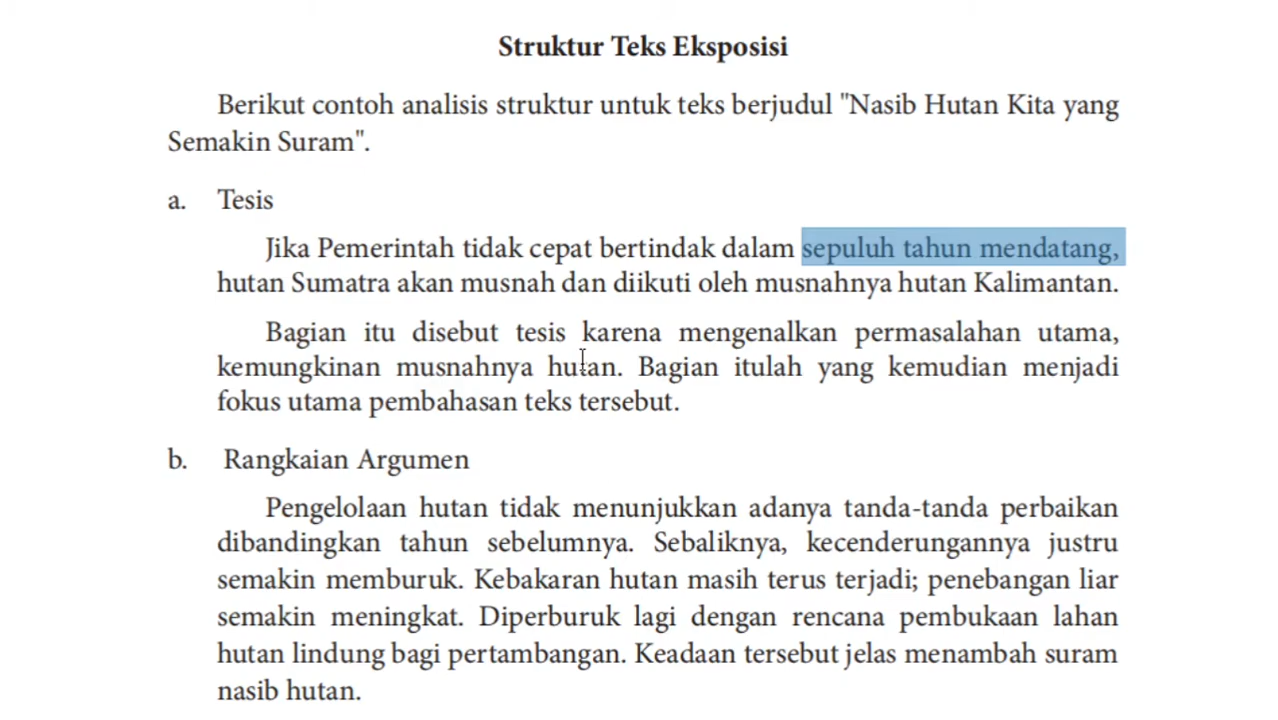 Struktur Teks Eksposisi
Berikut contoh analisis struktur untuk teks berjudul "Nasib Hutan Kita yang
Semakin Suram".
a. Tesis
Jika Pemerintah tidak cepat bertindak dalam sepuluh tahun mendatang,
hutan Sumatra akan musnah dan diikuti oleh musnahnya hutan Kalimantan.
Bagian itu disebut tesis karena mengenalkan permasalahan utama,
kemungkinan musnahnya hutan. Bagian itulah yang kemudian menjadi
fokus utama pembahasan teks tersebut.
b. Rangkaian Argumen
Pengelolaan hutan tidak menunjukkan adanya tanda-tanda perbaikan
dibandingkan tahun sebelumnya. Sebaliknya, kecenderungannya justru
semakin memburuk. Kebakaran hutan masih terus terjadi; penebangan liar
semakin meningkat. Diperburuk lagi dengan rencana pembukaan lahan
hutan lindung bagi pertambangan. Keadaan tersebut jelas menambah suram
nasib hutan.